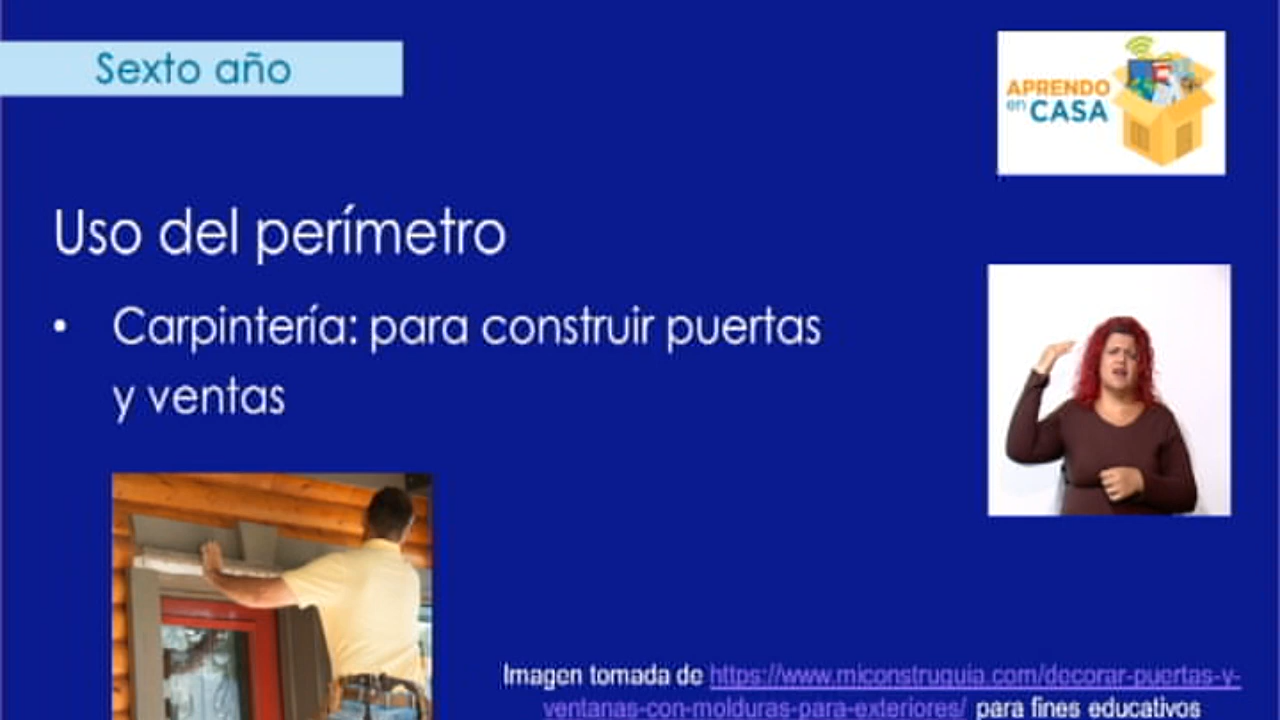 Sexto año
APRENDO
en CASA
Uso del perímetro
• Carpintería: para construir puertas
y ventas
Imagen tomada de https://www.miconstruguia.com/decorar-puertas-y-
ventanas-con-molduras-para-exteriores/ para fines educativos